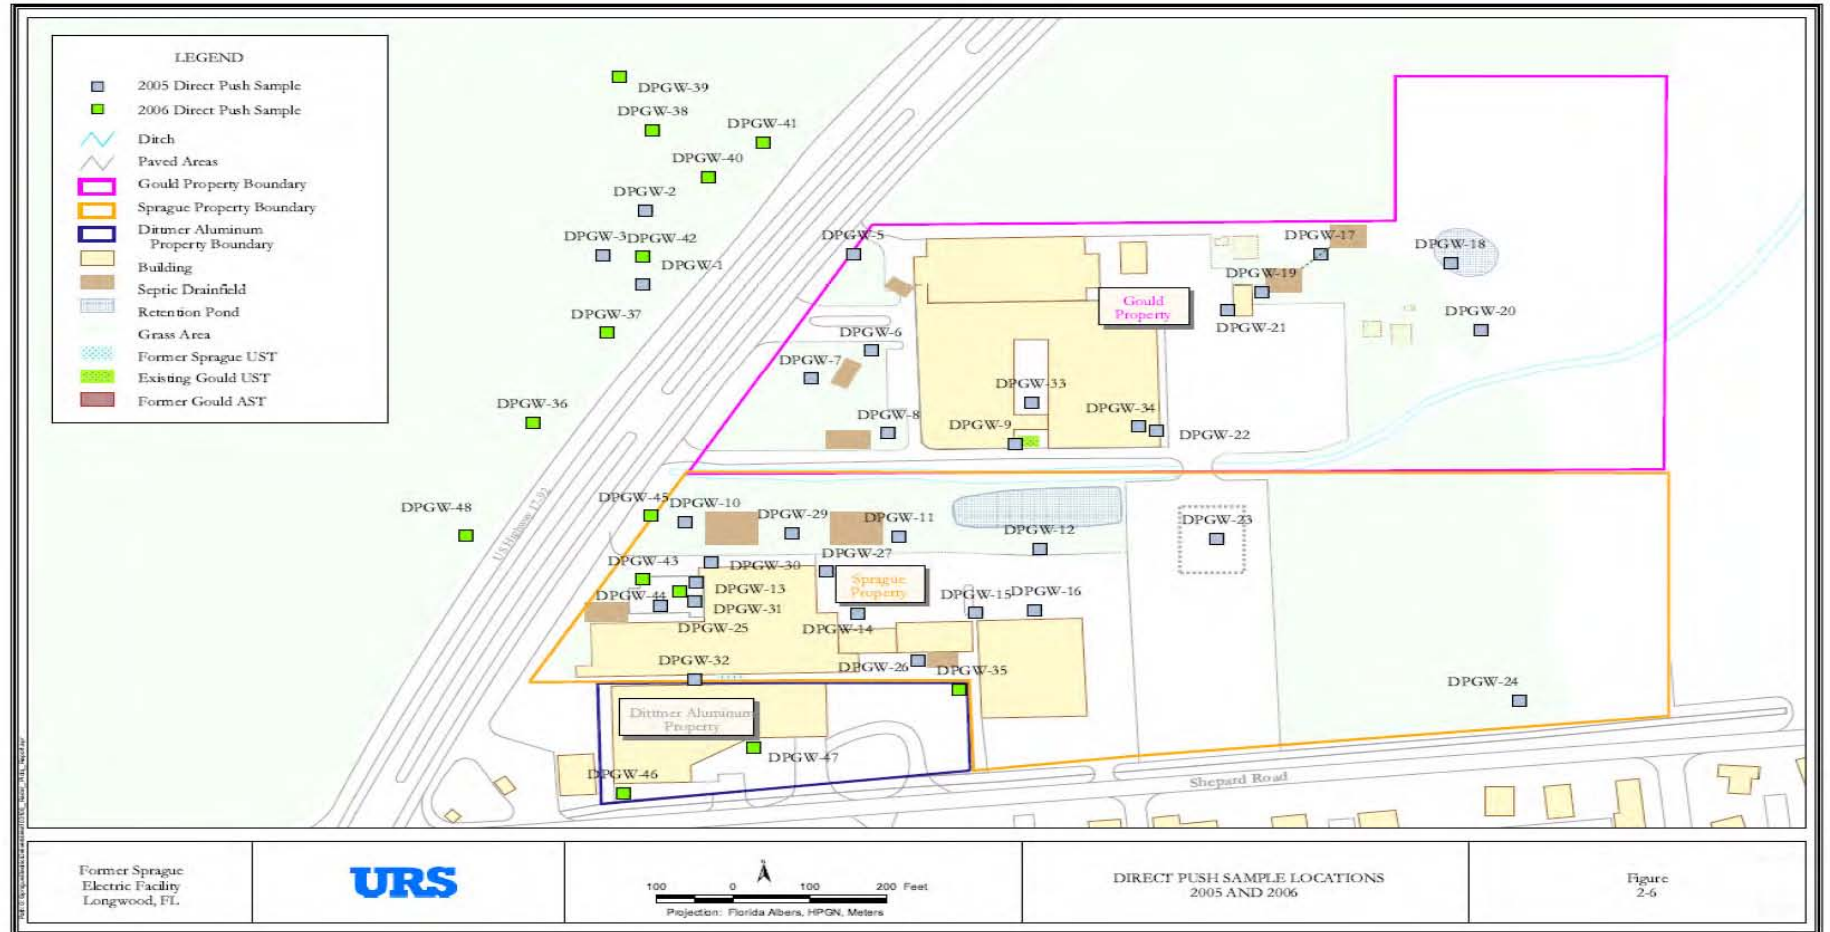 LEGEND
2005 Direct Push Sample
2006 Direct Push Sample
Ditch
Paved Areas
Gould Property Boundary
Sprague Property Boundary
Dittmer Aluminum
Property Boundary
Building
Septic Drainfield
Retention Pond
Grass Area
Former Sprague UST
Existing Gould UST
Former Gould AST
DPGW-39
DPGW-38
DPGW-41
DPGW-40
DPGW-2
DPGW-3
DPGW-42
DPGW-1
DPGW-37
DPGW-36
DPGW-48
US Highway 17-92
DPGW-5
DPGW-17
DPGW-18
DPGW-19
Gould
Property
DPGW-21
DPGW-20
DPGW-6
DPGW-7
DPGW-33
DPGW-8
DPGW-9
DPGW-34
DPGW-22
DPGW-45
DPGW-10
DPGW-29
DPGW-11
DPGW-12
DPGW-23
DPGW-43
DPGW-30
DPGW-27
Sprague
Property
DPGW-44
DPGW-13
DPGW-31
DPGW-15
DPGW-16
DPGW-25
DPGW-14
DPGW-32
DPGW-26
DPGW-35
DPGW-24
Dittmer Aluminum
Property
DPGW-47
DPGW-46
Shepard Road
Former Sprague
Electric Facility
Longwood, FL
URS
100 0 100 200 Feet
Projection: Florida Albers, HPGN, Meters
DIRECT PUSH SAMPLE LOCATIONS
2005 AND 2006
Figure
2-6